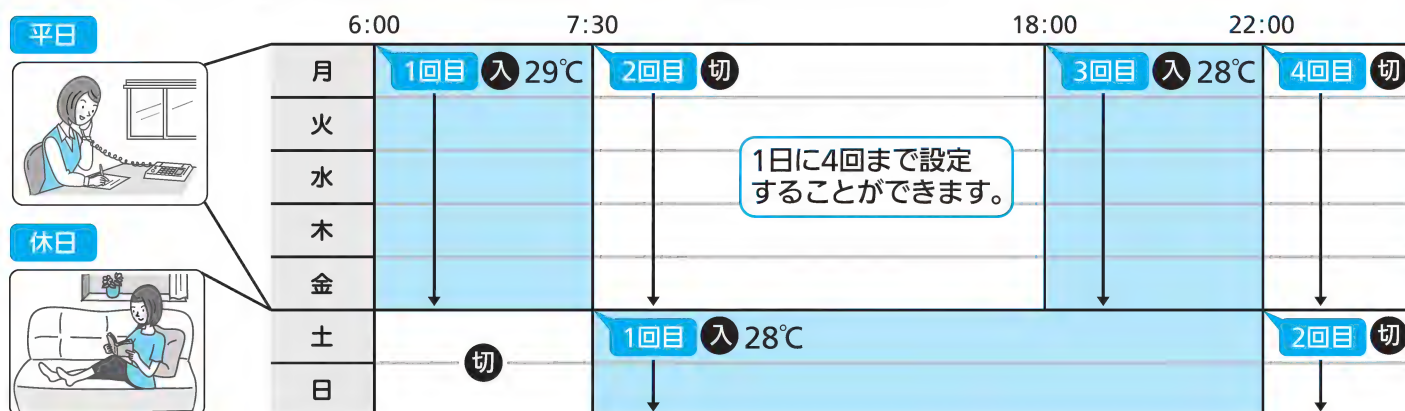 平日
6:00 7:30 18:00 22:00
月 1回目 入 29℃ 2回目 切 3回目 入 28℃ 4回目 切
火
水
木
金
1日に4回まで設定
することができます。
休日
土 1回目 入 28℃ 2回目 切
切
日